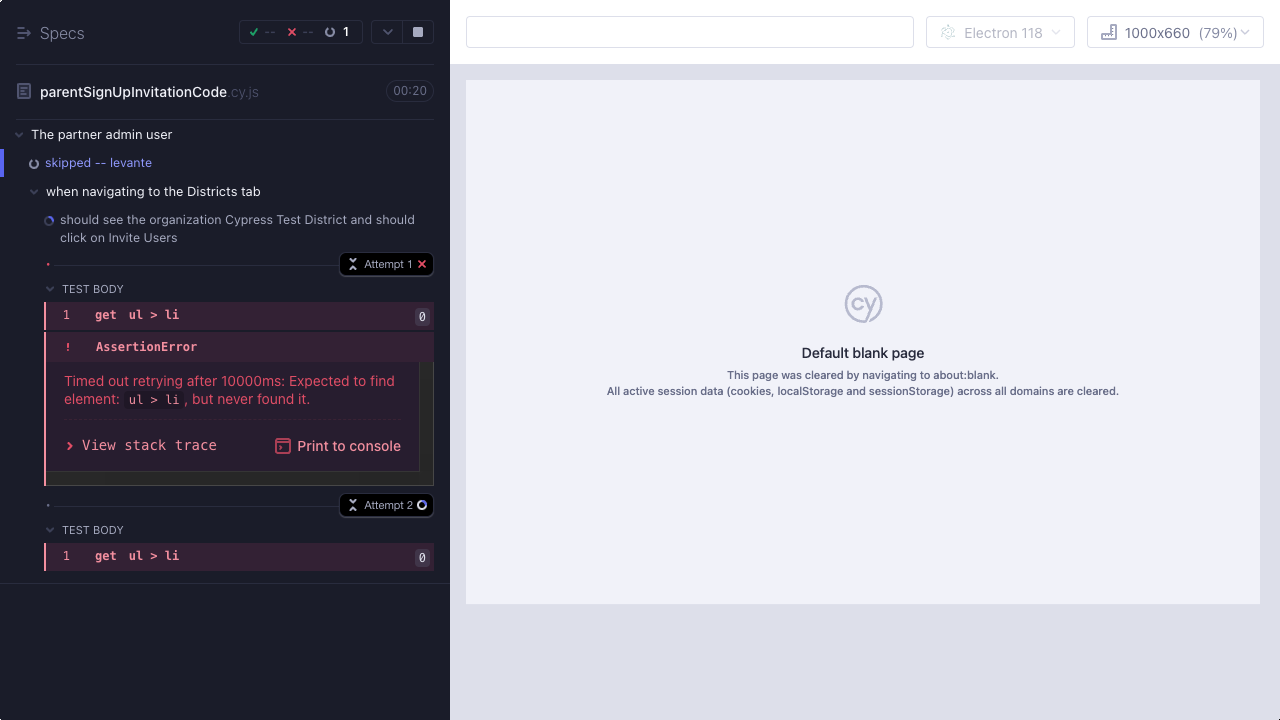 Specs
--
--
1
parentSignUpInvitationCode.cy.js
00:20
The partner admin user
skipped -- levante
when navigating to the Districts tab
should see the organization Cypress Test District and should
click on Invite Users
Attempt 1
TEST BODY
1 get ul > li 0
! AssertionError
Timed out retrying after 10000ms: Expected to find
element: ul > li, but never found it.
View stack trace
Print to console
Attempt 2
TEST BODY
1 get ul > li 0
Electron 118
1000x660 (79%)
cy
Default blank page
This page was cleared by navigating to about:blank.
All active session data (cookies, localStorage and sessionStorage) across all domains are cleared.